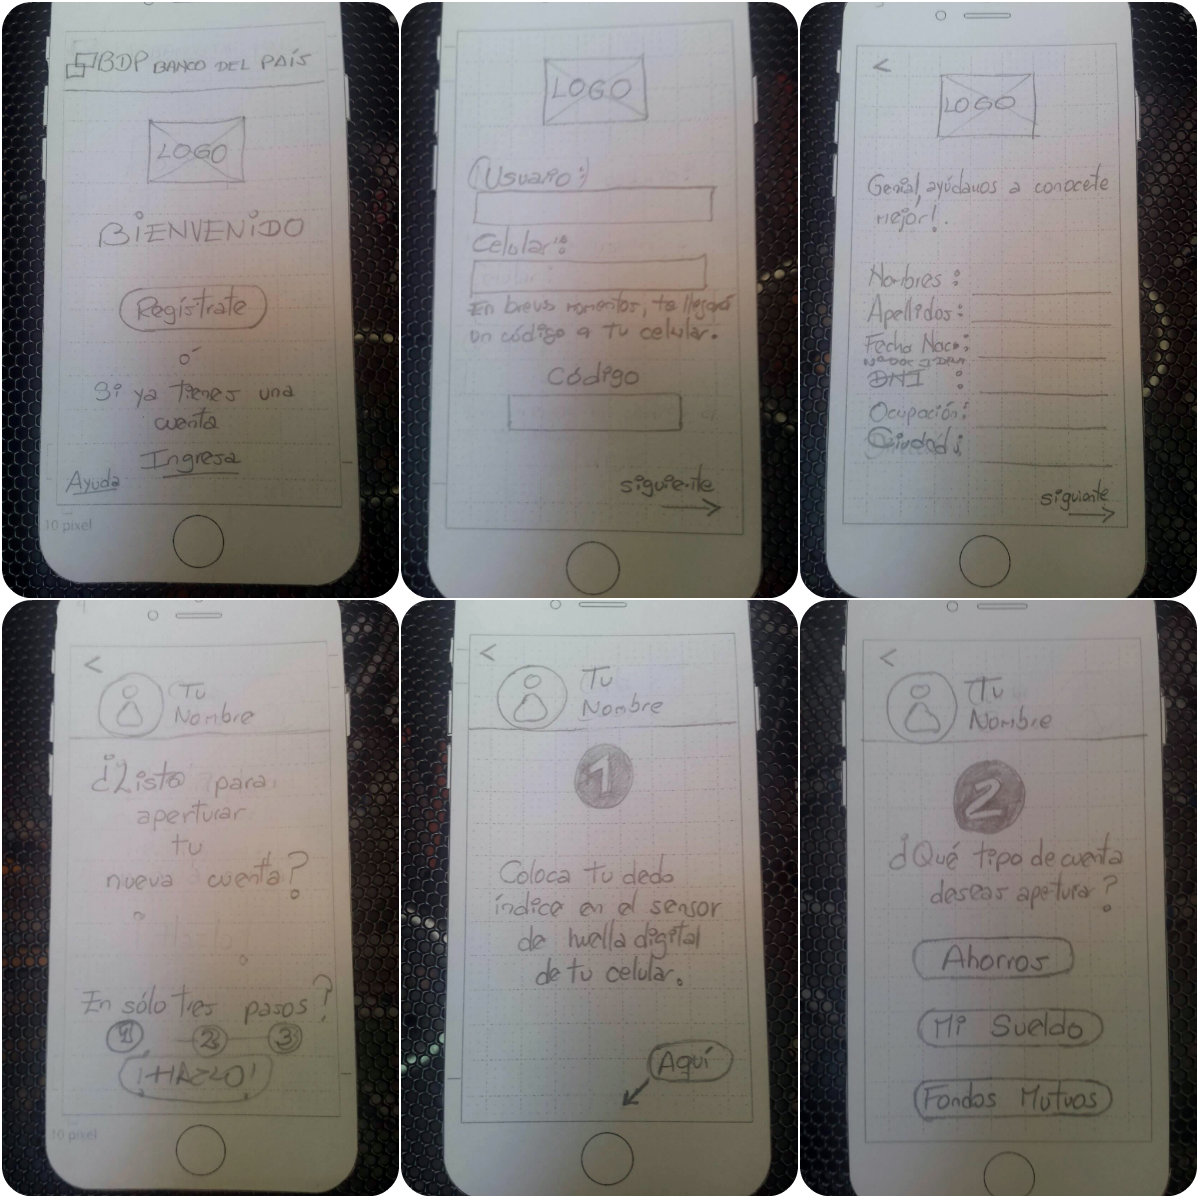 BDP BANCO DEL PAÍS
LOGO
BIENVENIDO
Regístrate
ó
Si ya tienes una
cuenta
Ingresa
Ayuda
10 pixel
LOGO
Usuario:
Celular:
En breves momentos, te llegará
un código a tu celular.
Código
siguiente
<
LOGO
Genial, ayúdanos a conocete
mejor!.
Nombres :
Apellidos:
Fecha Nac.:
DNI :
Ocupación:
Ciudad:
siguiente
<
Tu
Nombre
¿Listo para
aperturar
tu
nueva cuenta?
En sólo tres pasos?
1 2 3
¡HAZLO!
10 pixel
<
Tu
Nombre
1
Coloca tu dedo
índice en el sensor
de huella digital
de tu celular.
Aquí
<
Tu
Nombre
2
¿Qué tipo de cuenta
deseas aperturar?
Ahorros
Mi Sueldo
Fondos Mutuos